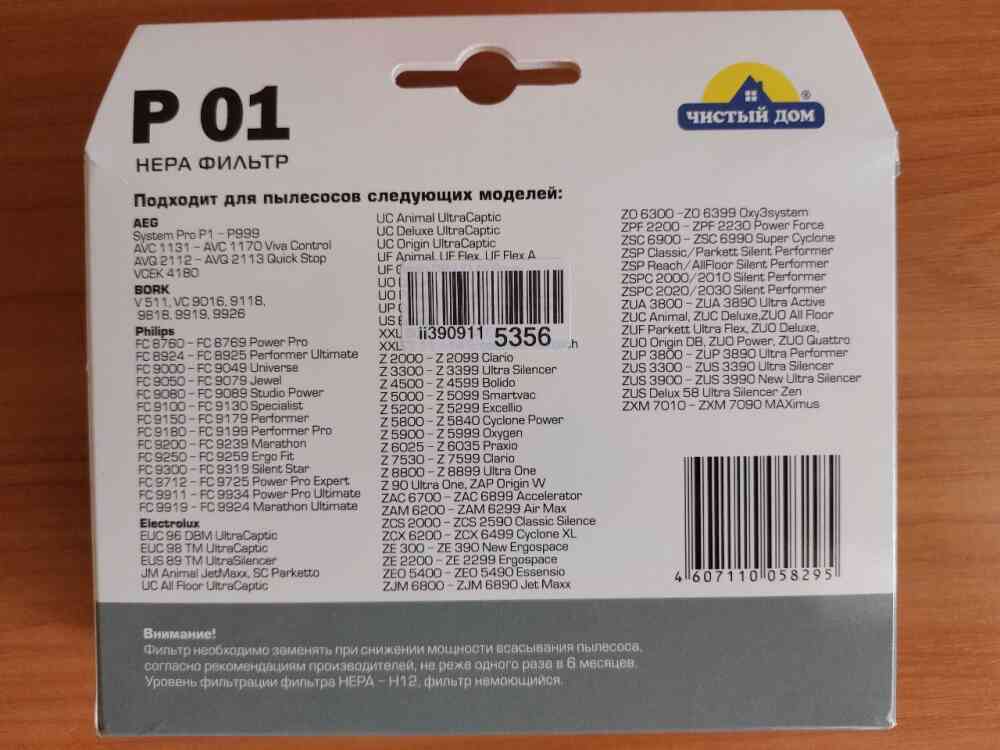 P 01
HEPA ФИЛЬТР
ЧИСТЫЙ ДОМ®
Подходит для пылесосов следующих моделей:
AEG
System Pro P1 – P999
AVC 1131 – AVC 1170 Viva Control
AVQ 2112 – AVQ 2113 Quick Stop
VCEK 4180
BORK
V 511, VC 9016, 9118,
9818, 9919, 9926
Philips
FC 8760 – FC 8769 Power Pro
FC 8924 – FC 8925 Performer Ultimate
FC 9000 – FC 9049 Universe
FC 9050 – FC 9079 Jewel
FC 9080 – FC 9089 Studio Power
FC 9100 – FC 9130 Specialist
FC 9150 – FC 9179 Performer
FC 9180 – FC 9199 Performer Pro
FC 9200 – FC 9239 Marathon
FC 9250 – FC 9259 Ergo Fit
FC 9300 – FC 9319 Silent Star
FC 9712 – FC 9725 Power Pro Expert
FC 9911 – FC 9934 Power Pro Ultimate
FC 9919 – FC 9924 Marathon Ultimate
Electrolux
EUC 96 DBM UltraCaptic
EUC 98 TM UltraCaptic
EUS 89 TM UltraSilencer
JM Animal JetMaxx, SC Parketto
UC All Floor UltraCaptic
UC Animal UltraCaptic
UC Deluxe UltraCaptic
UC Origin UltraCaptic
UF Animal, UF Flex, UF Flex A
UF
UO
UO
UP
US
XXL
XXL
ii390911 5356
Z 2000 – Z 2099 Clario
Z 3300 – Z 3399 Ultra Silencer
Z 4500 – Z 4599 Bolido
Z 5000 – Z 5099 Smartvac
Z 5200 – Z 5299 Excellio
Z 5800 – Z 5840 Cyclone Power
Z 5900 – Z 5999 Oxygen
Z 6025 – Z 6035 Praxio
Z 7530 – Z 7599 Clario
Z 8800 – Z 8899 Ultra One
Z 90 Ultra One, ZAP Origin W
ZAC 6700 – ZAC 6899 Accelerator
ZAM 6200 – ZAM 6299 Air Max
ZCS 2000 – ZCS 2590 Classic Silence
ZCX 6200 – ZCX 6499 Cyclone XL
ZE 300 – ZE 390 New Ergospace
ZE 2200 – ZE 2299 Ergospace
ZEO 5400 – ZEO 5490 Essensio
ZJM 6800 – ZJM 6890 Jet Maxx
ZO 6300 –ZO 6399 Oxy3system
ZPF 2200 – ZPF 2230 Power Force
ZSC 6900 – ZSC 6990 Super Cyclone
ZSP Classic/Parkett Silent Performer
ZSP Reach/AllFloor Silent Performer
ZSPC 2000/2010 Silent Performer
ZSPC 2020/2030 Silent Performer
ZUA 3800 – ZUA 3890 Ultra Active
ZUC Animal, ZUC Deluxe,ZUO All Floor
ZUF Parkett Ultra Flex, ZUO Deluxe,
ZUO Origin DB, ZUO Power, ZUO Quattro
ZUP 3800 – ZUP 3890 Ultra Performer
ZUS 3300 – ZUS 3390 Ultra Silencer
ZUS 3900 – ZUS 3990 New Ultra Silencer
ZUS Delux 58 Ultra Silencer Zen
ZXM 7010 – ZXM 7090 MAXimus
4 607110 058295
Внимание!
Фильтр необходимо заменять при снижении мощности всасывания пылесоса,
согласно рекомендациям производителей, не реже одного раза в 6 месяцев.
Уровень фильтрации фильтра HEPA – H12, фильтр немоющийся.